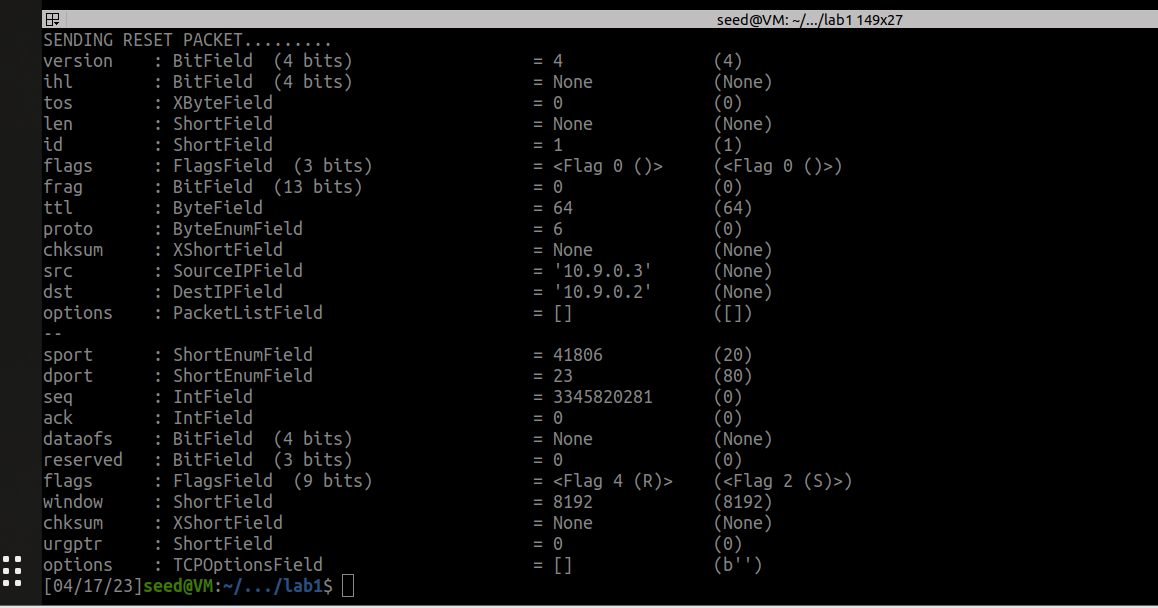 seed@VM: ~/.../lab1 149x27
SENDING RESET PACKET.........
version    : BitField  (4 bits)                  = 4               (4)
ihl        : BitField  (4 bits)                  = None            (None)
tos        : XByteField                          = 0               (0)
len        : ShortField                          = None            (None)
id         : ShortField                          = 1               (1)
flags      : FlagsField  (3 bits)                = <Flag 0 ()>     (<Flag 0 ()>)
frag       : BitField  (13 bits)                 = 0               (0)
ttl        : ByteField                           = 64              (64)
proto      : ByteEnumField                       = 6               (0)
chksum     : XShortField                         = None            (None)
src        : SourceIPField                       = '10.9.0.3'      (None)
dst        : DestIPField                         = '10.9.0.2'      (None)
options    : PacketListField                     = []              ([])
--
sport      : ShortEnumField                      = 41806           (20)
dport      : ShortEnumField                      = 23              (80)
seq        : IntField                            = 3345820281      (0)
ack        : IntField                            = 0               (0)
dataofs    : BitField  (4 bits)                  = None            (None)
reserved   : BitField  (3 bits)                  = 0               (0)
flags      : FlagsField  (9 bits)                = <Flag 4 (R)>    (<Flag 2 (S)>)
window     : ShortField                          = 8192            (8192)
chksum     : XShortField                         = None            (None)
urgptr     : ShortField                          = 0               (0)
options    : TCPOptionsField                     = []              (b'')
[04/17/23]seed@VM:~/.../lab1$